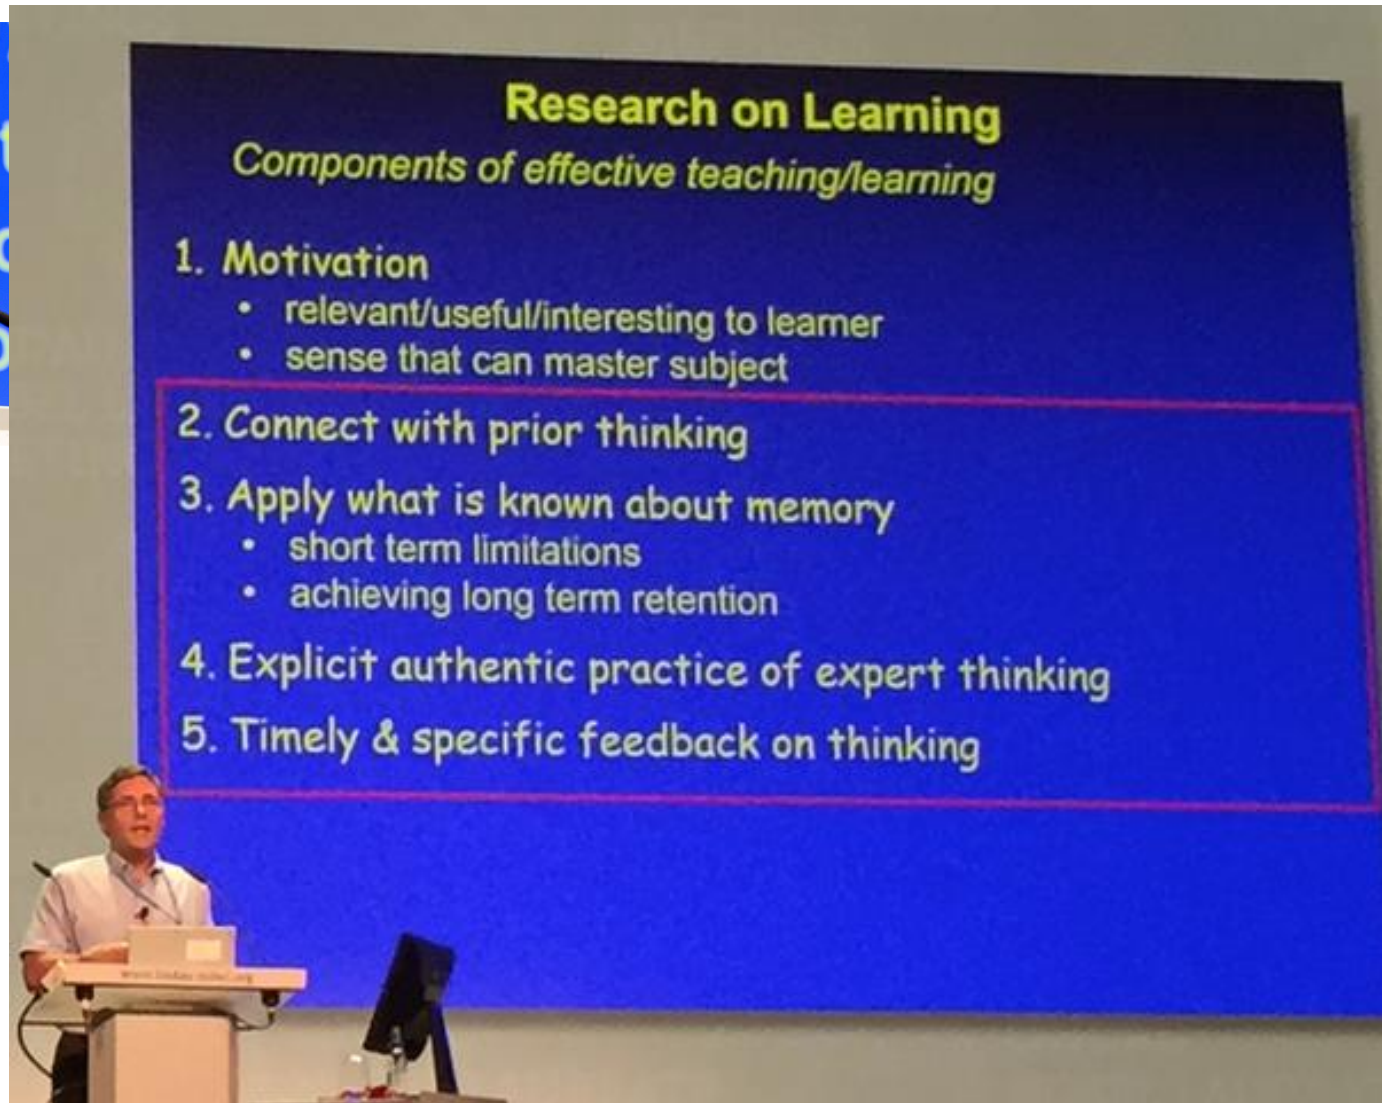 Research on Learning
Components of effective teaching/learning
1. Motivation
• relevant/useful/interesting to learner
• sense that can master subject
2. Connect with prior thinking
3. Apply what is known about memory
• short term limitations
• achieving long term retention
4. Explicit authentic practice of expert thinking
5. Timely & specific feedback on thinking